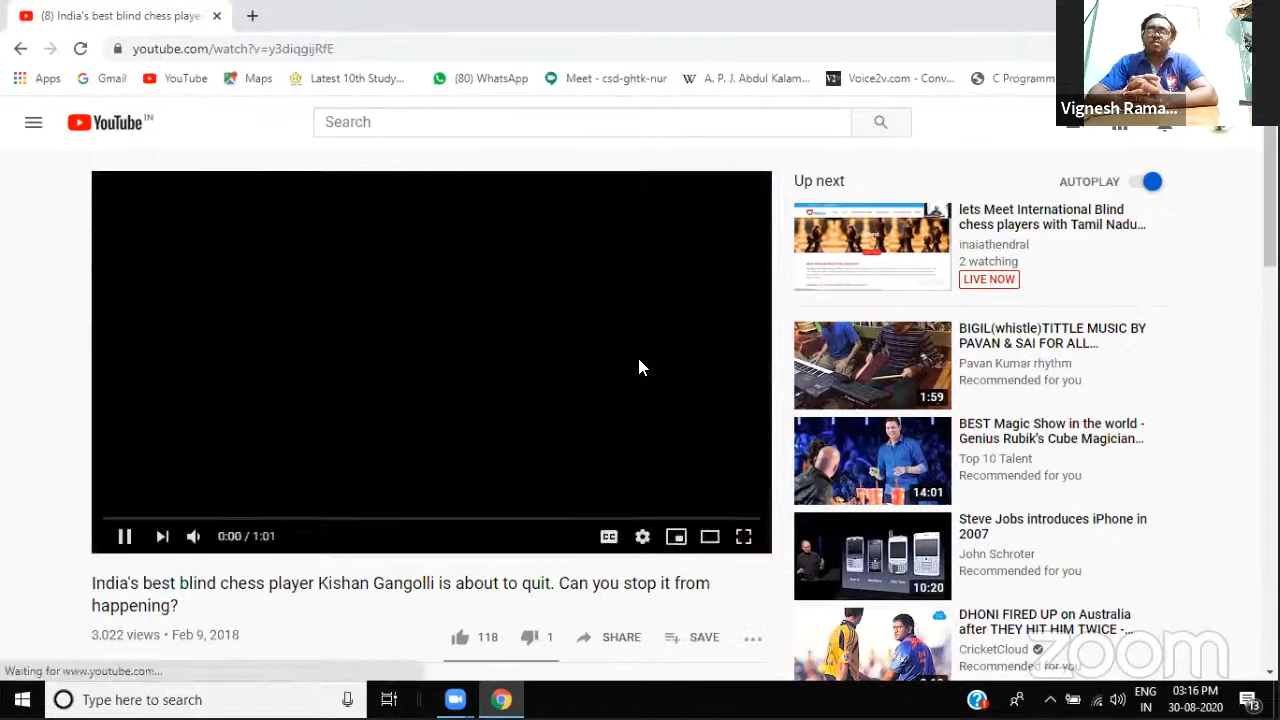 (8) India's best blind chess playe
youtube.com/watch?v=y3diqgijRfE
Apps
Gmail
YouTube
Maps
Latest 10th Study...
(80) WhatsApp
Meet - csd-ghtk-nur
A. P. J. Abdul Kalam...
Voice2v.com - Conv...
C Programm
Vignesh Rama...
YouTube IN
Search
Up next
AUTOPLAY
lets Meet International Blind
chess players with Tamil Nadu...
inaiathendral
2 watching
LIVE NOW
BIGIL(whistle)TITTLE MUSIC BY
PAVAN & SAI FOR ALL...
Pavan Kumar rhythm
Recommended for you
1:59
BEST Magic Show in the world -
Genius Rubik's Cube Magician...
Top 10 Talent
Recommended for you
14:01
Steve Jobs introduces iPhone in
2007
John Schroter
Recommended for you
10:20
DHONI FIRED UP on Australia
after THEY HIT HIM TWICE -...
CricketCloud
Recommended for you
0:00 / 1:01
India's best blind chess player Kishan Gangolli is about to quit. Can you stop it from
happening?
3,022 views • Feb 9, 2018
118
1
SHARE
SAVE
zoom
Waiting for www.youtube.com...
Type here to search
ENG
IN
03:16 PM
30-08-2020
13